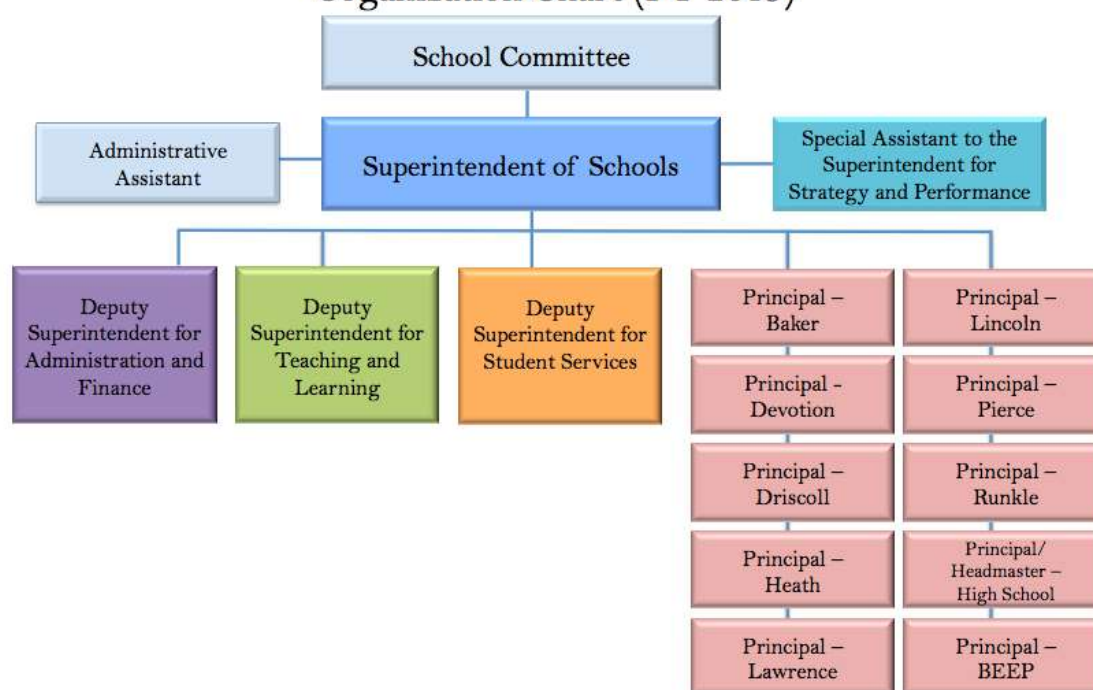 School Committee
Administrative
Assistant
Superintendent of Schools
Special Assistant to the
Superintendent for
Strategy and Performance
Deputy
Superintendent for
Administration and
Finance
Deputy
Superintendent for
Teaching and
Learning
Deputy
Superintendent for
Student Services
Principal –
Baker
Principal -
Devotion
Principal –
Driscoll
Principal –
Heath
Principal –
Lawrence
Principal –
Lincoln
Principal –
Pierce
Principal –
Runkle
Principal/
Headmaster –
High School
Principal –
BEEP